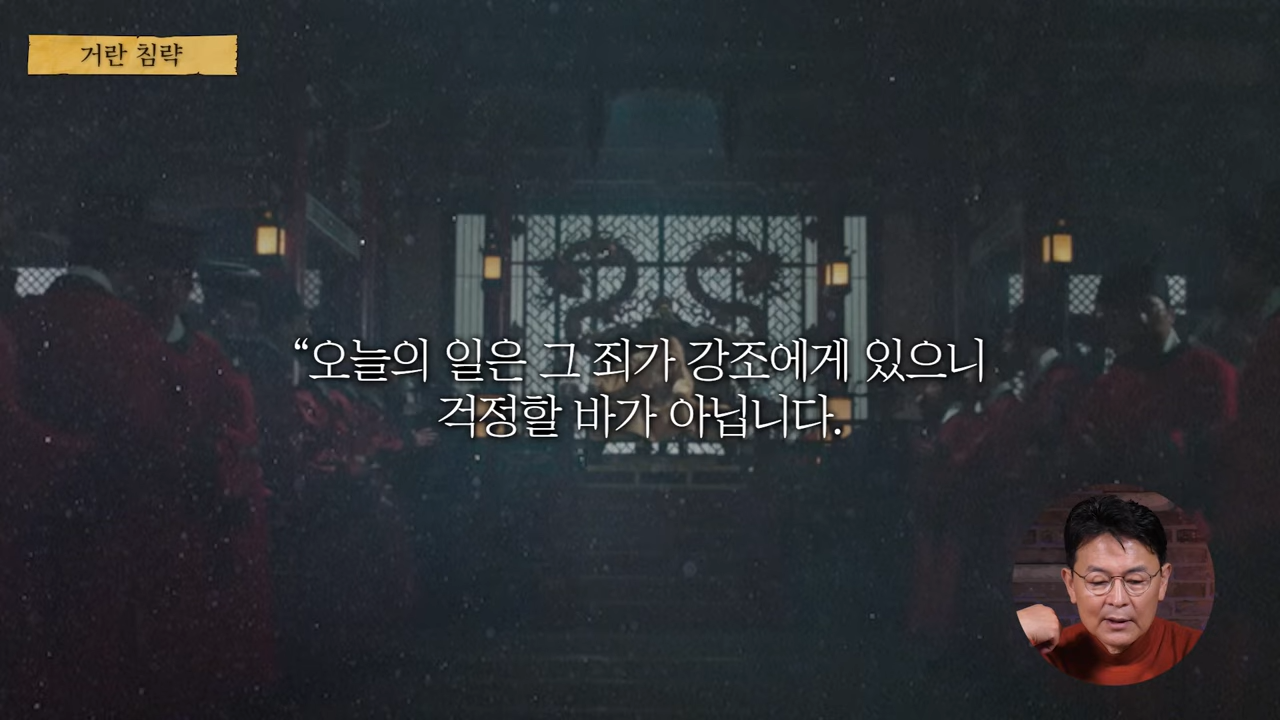 거란 침략
“오늘의 일은 그 죄가 강조에게 있으니
걱정할 바가 아닙니다.